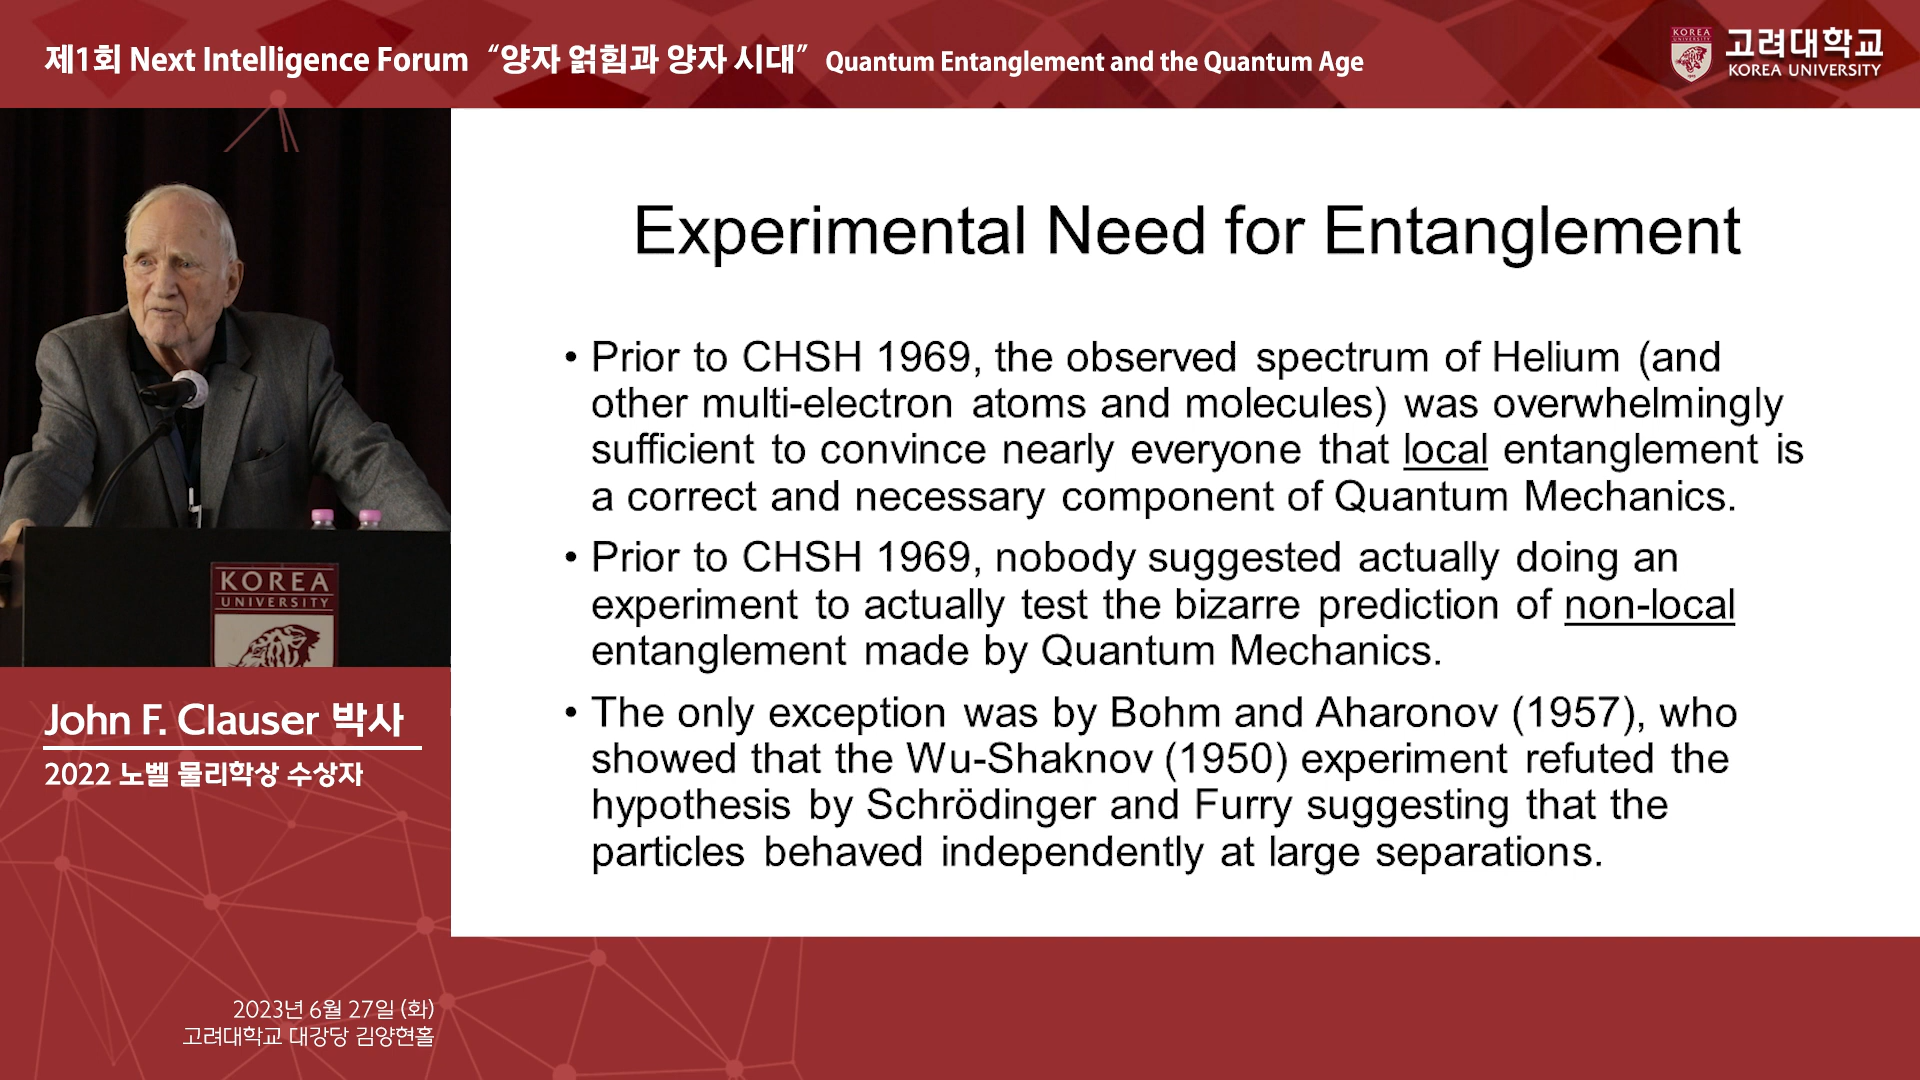 제1회 Next Intelligence Forum “양자 얽힘과 양자 시대” Quantum Entanglement and the Quantum Age
KOREA
UNIVERSITY
1905
고려대학교
KOREA UNIVERSITY
Experimental Need for Entanglement
• Prior to CHSH 1969, the observed spectrum of Helium (and
other multi-electron atoms and molecules) was overwhelmingly
sufficient to convince nearly everyone that local entanglement is
a correct and necessary component of Quantum Mechanics.
• Prior to CHSH 1969, nobody suggested actually doing an
experiment to actually test the bizarre prediction of non-local
entanglement made by Quantum Mechanics.
• The only exception was by Bohm and Aharonov (1957), who
showed that the Wu-Shaknov (1950) experiment refuted the
hypothesis by Schrödinger and Furry suggesting that the
particles behaved independently at large separations.
KOREA
UNIVERSITY
John F. Clauser 박사
2022 노벨 물리학상 수상자
2023년 6월 27일 (화)
고려대학교 대강당 김양현홀